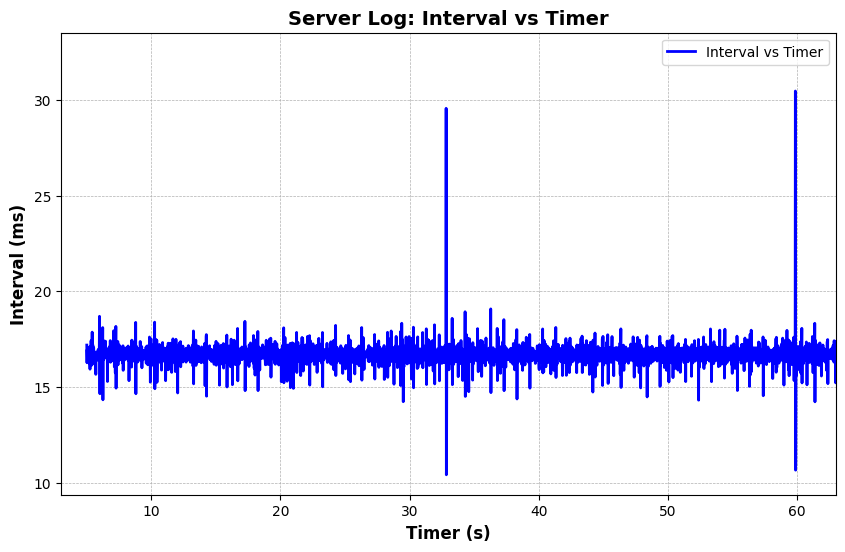 Server Log: Interval vs Timer
Interval vs Timer
30
25
20
15
10
Interval (ms)
10 20 30 40 50 60
Timer (s)